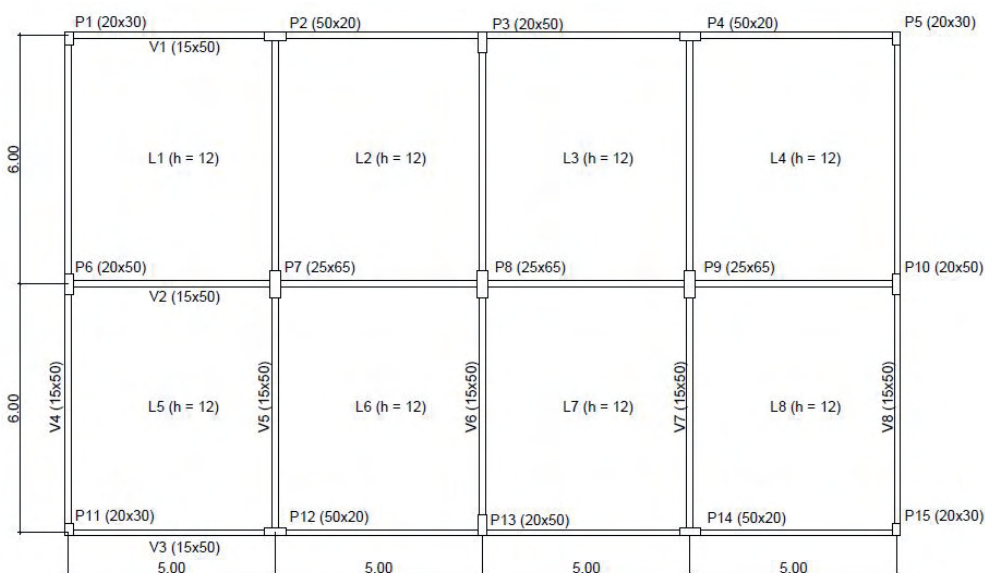 P1 (20x30)
P2 (50x20)
P3 (20x50)
P4 (50x20)
P5 (20x30)
V1 (15x50)
6.00
L1 (h = 12)
L2 (h = 12)
L3 (h = 12)
L4 (h = 12)
P6 (20x50)
P7 (25x65)
P8 (25x65)
P9 (25x65)
P10 (20x50)
V2 (15x50)
6.00
V4 (15x50)
L5 (h = 12)
V5 (15x50)
L6 (h = 12)
V6 (15x50)
L7 (h = 12)
V7 (15x50)
L8 (h = 12)
V8 (15x50)
P11 (20x30)
P12 (50x20)
P13 (20x50)
P14 (50x20)
P15 (20x30)
V3 (15x50)
5.00
5.00
5.00
5.00